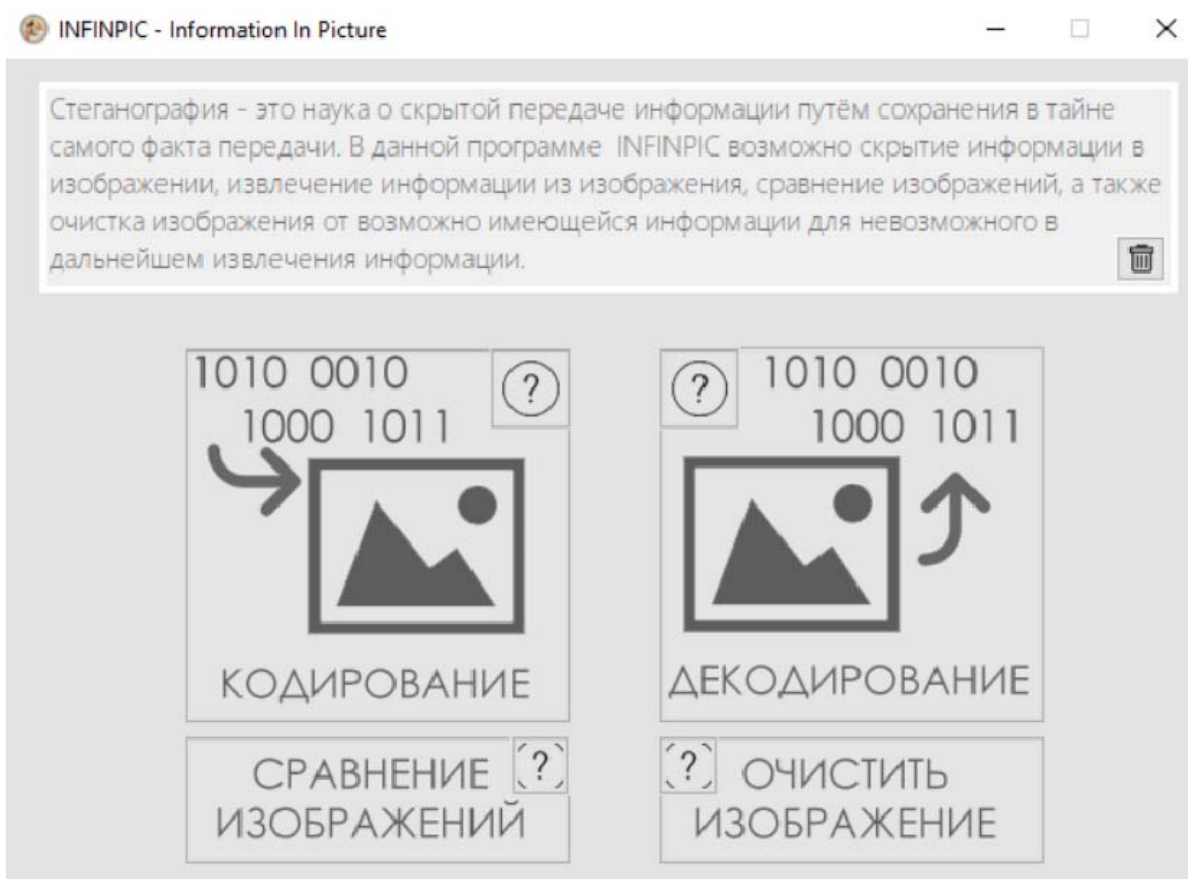 INFINPIC - Information In Picture
Стеганография - это наука о скрытой передаче информации путём сохранения в тайне
самого факта передачи. В данной программе INFINPIC возможно скрытие информации в
изображении, извлечение информации из изображения, сравнение изображений, а также
очистка изображения от возможно имеющейся информации для невозможного в
дальнейшем извлечения информации.
1010 0010
?
1000 1011
КОДИРОВАНИЕ
?
1010 0010
1000 1011
ДЕКОДИРОВАНИЕ
СРАВНЕНИЕ
?
ИЗОБРАЖЕНИЙ
?
ОЧИСТИТЬ
ИЗОБРАЖЕНИЕ